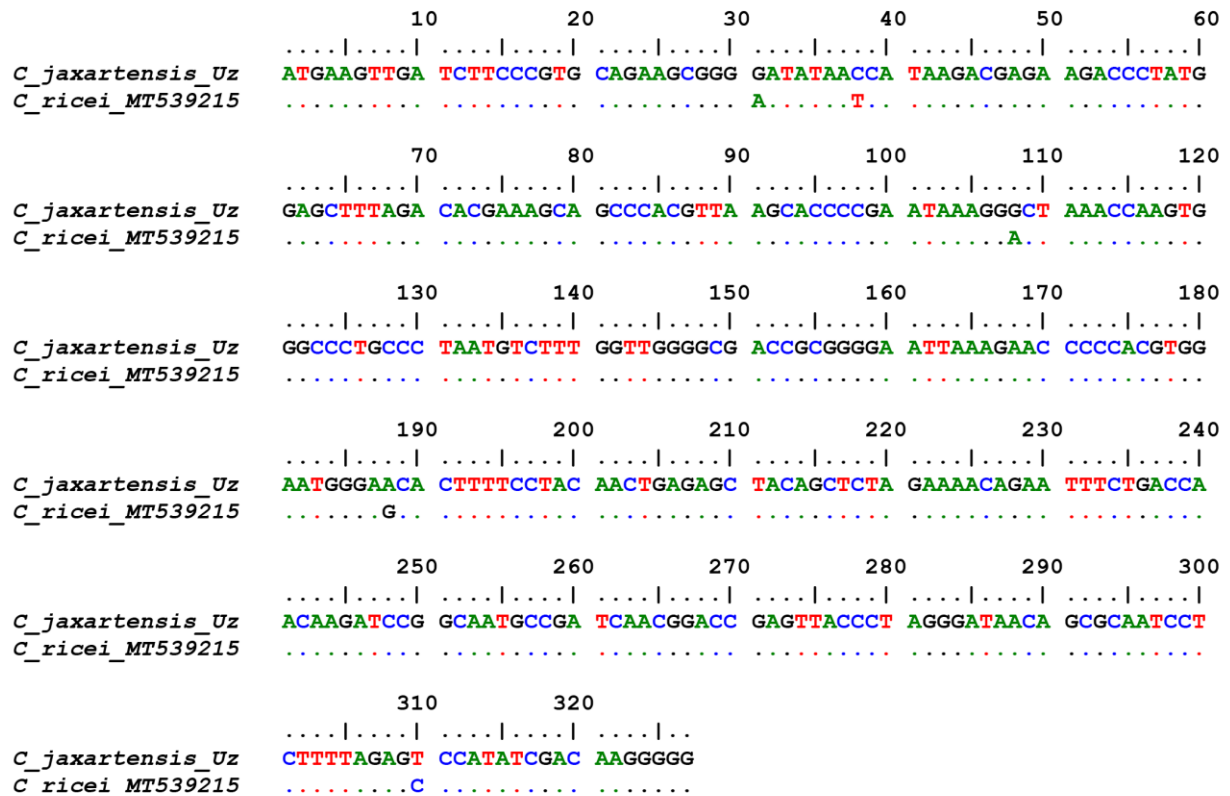 10 20 30 40 50 60
....|....| ....|....| ....|....| ....|....| ....|....| ....|....|
C_jaxartensis_Uz ATGAAGTTGA TCTTCCCGTG CAGAAGCGGG GATATAACCA TAAGACGAGA AGACCCTATG
C_ricei_MT539215 .......... .......... .......... A......T.. .......... ..........
70 80 90 100 110 120
....|....| ....|....| ....|....| ....|....| ....|....| ....|....|
C_jaxartensis_Uz GAGCTTTAGA CACGAAAGCA GCCCACGTTA AGCACCCCGA ATAAAGGGCT AAACCAAGTG
C_ricei_MT539215 .......... .......... .......... .......... .......A.. ..........
130 140 150 160 170 180
....|....| ....|....| ....|....| ....|....| ....|....| ....|....|
C_jaxartensis_Uz GGCCCTGCCC TAATGTCTTT GGTTGGGGCG ACCGCGGGGA ATTAAAGAAC CCCCACGTGG
C_ricei_MT539215 .......... .......... .......... .......... .......... ..........
190 200 210 220 230 240
....|....| ....|....| ....|....| ....|....| ....|....| ....|....|
C_jaxartensis_Uz AATGGGAACA CTTTTCCTAC AACTGAGAGC TACAGCTCTA GAAAACAGAA TTTCTGACCA
C_ricei_MT539215 .......G.. .......... .......... .......... .......... ..........
250 260 270 280 290 300
....|....| ....|....| ....|....| ....|....| ....|....| ....|....|
C_jaxartensis_Uz ACAAGATCCG GCAATGCCGA TCAACGGACC GAGTTACCCT AGGGATAACA GCGCAATCCT
C_ricei_MT539215 .......... .......... .......... .......... .......... ..........
310 320
....|....| ....|....| ....|.
C_jaxartensis_Uz CTTTTAGAGT CCATATCGAC AAGGGGG
C_ricei_MT539215 .........C .......... .......